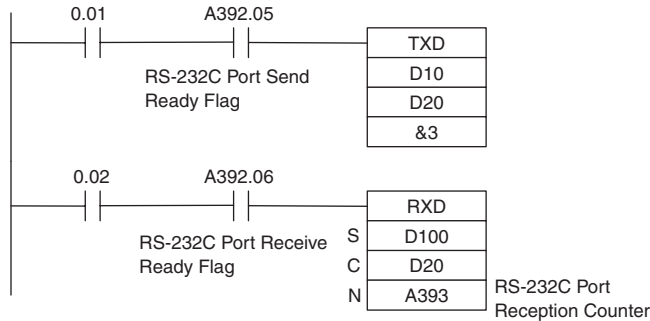 0.01 A392.05
TXD
D10
D20
&3
RS-232C Port Send
Ready Flag
0.02 A392.06
RXD
S D100
C D20
N A393
RS-232C Port Receive
Ready Flag
RS-232C Port
Reception Counter